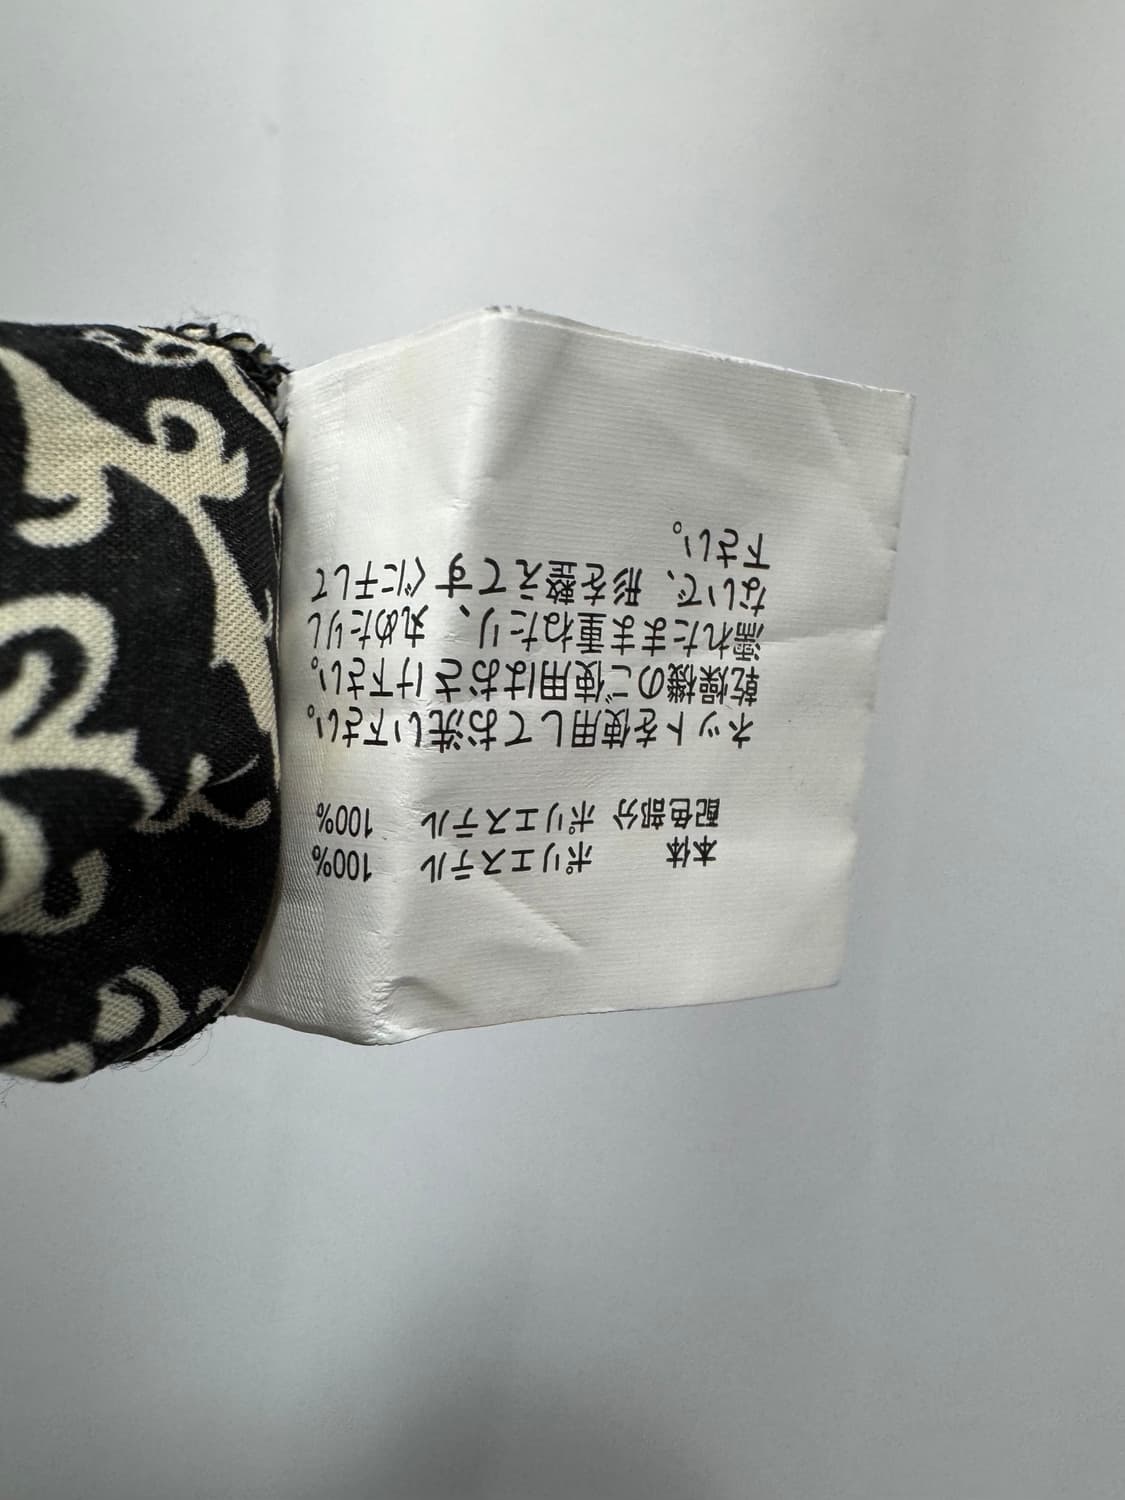 本体 ポリエステル 100%
配色部分 ポリエステル 100%
ネットを使用してお洗い下さい。
乾燥機のご使用はおさけ下さい。
濡れたまま重ねたり、丸めたりし
ないで、形を整えてすぐに干して
下さい。